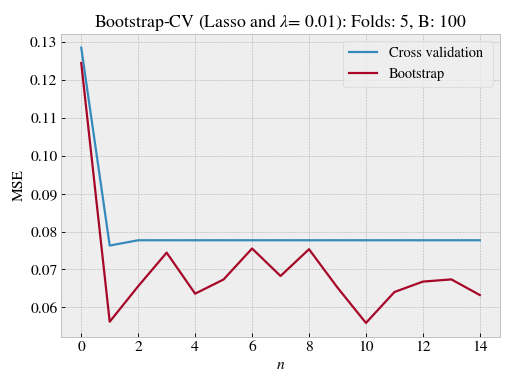 Bootstrap-CV (Lasso and λ= 0.01): Folds: 5, B: 100
0.13
0.12
0.11
0.10
0.09
0.08
0.07
0.06
MSE
Cross validation
Bootstrap
0 2 4 6 8 10 12 14
n